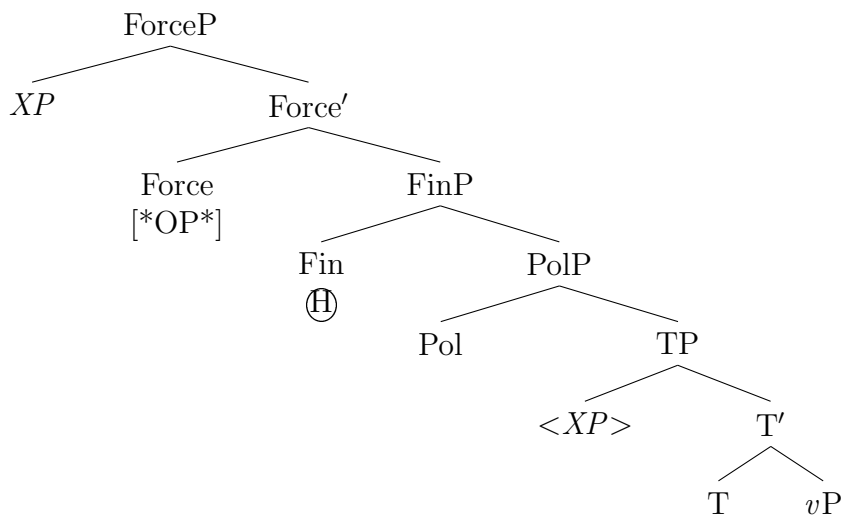 ForceP
XP Force′
Force FinP
[*OP*]
Fin PolP
H
Pol TP
<XP> T′
T vP